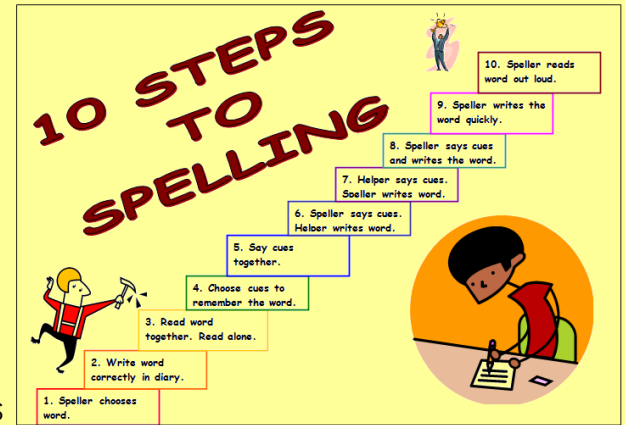 10 STEPS
TO
SPELLING
10. Speller reads
word out loud.
9. Speller writes the
word quickly.
8. Speller says cues
and writes the word.
7. Helper says cues.
Speller writes word.
6. Speller says cues.
Helper writes word.
5. Say cues
together.
4. Choose cues to
remember the word.
3. Read word
together. Read alone.
2. Write word
correctly in diary.
1. Speller chooses
word.